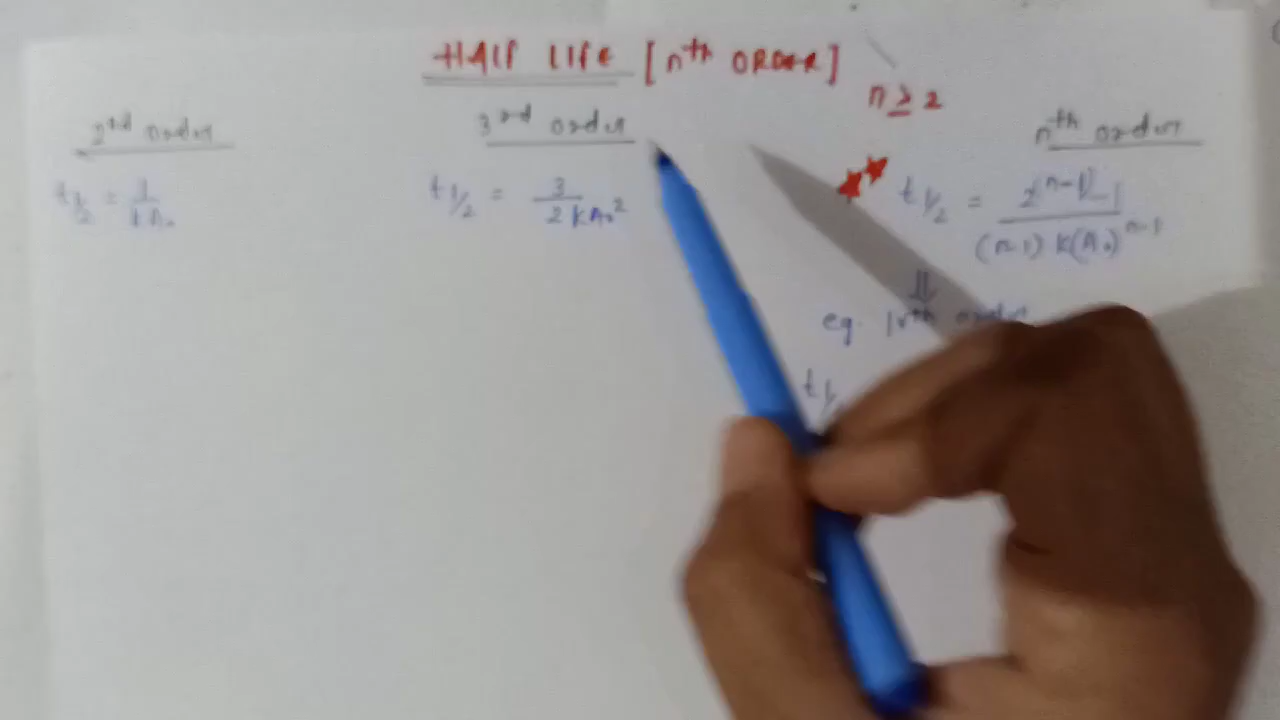 HALF LIFE [nth ORDER]
n ≥ 2
2nd order
t1/2 = 1/kA₀
3rd order
t1/2 = 3/2kA₀²
nth order
t1/2 = 2^(n-1)-1/(n-1) k(A₀)^n-1
⇓
eg. order
t1/